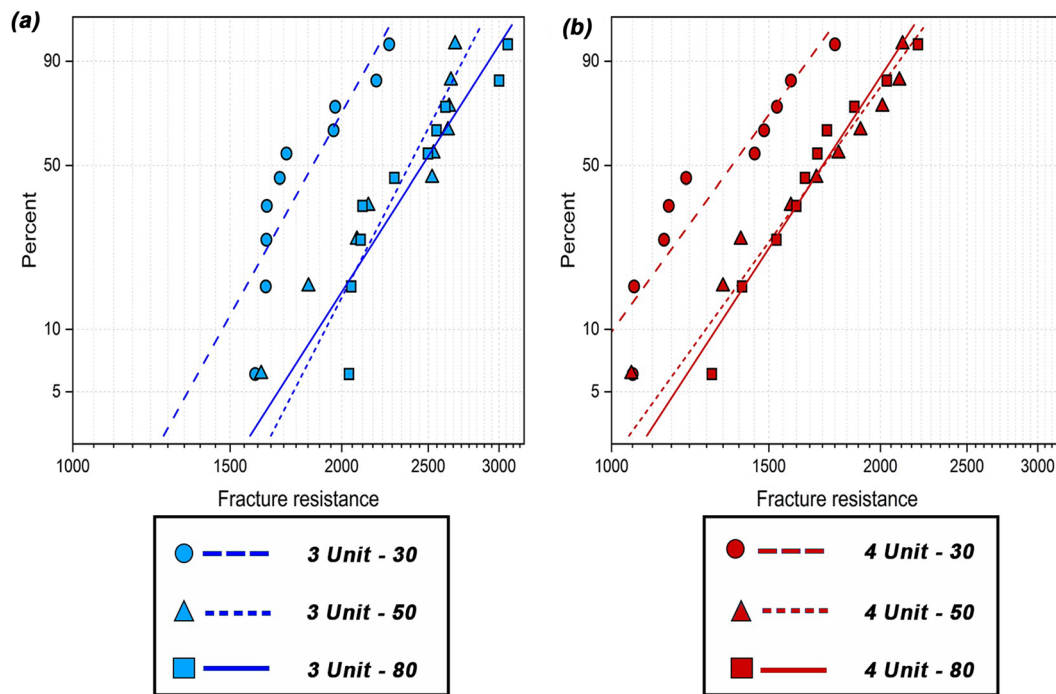 (a)
Percent
90
50
10
5
1000 1500 2000 2500 3000
Fracture resistance
3 Unit - 30
3 Unit - 50
3 Unit - 80
(b)
Percent
90
50
10
5
1000 1500 2000 2500 3000
Fracture resistance
4 Unit - 30
4 Unit - 50
4 Unit - 80